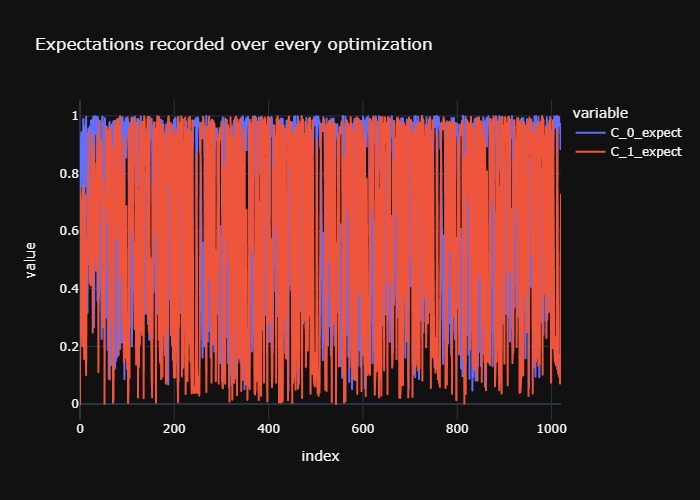 Expectations recorded over every optimization
variable
C_0_expect
C_1_expect
value
1
0.8
0.6
0.4
0.2
0
0 200 400 600 800 1000
index